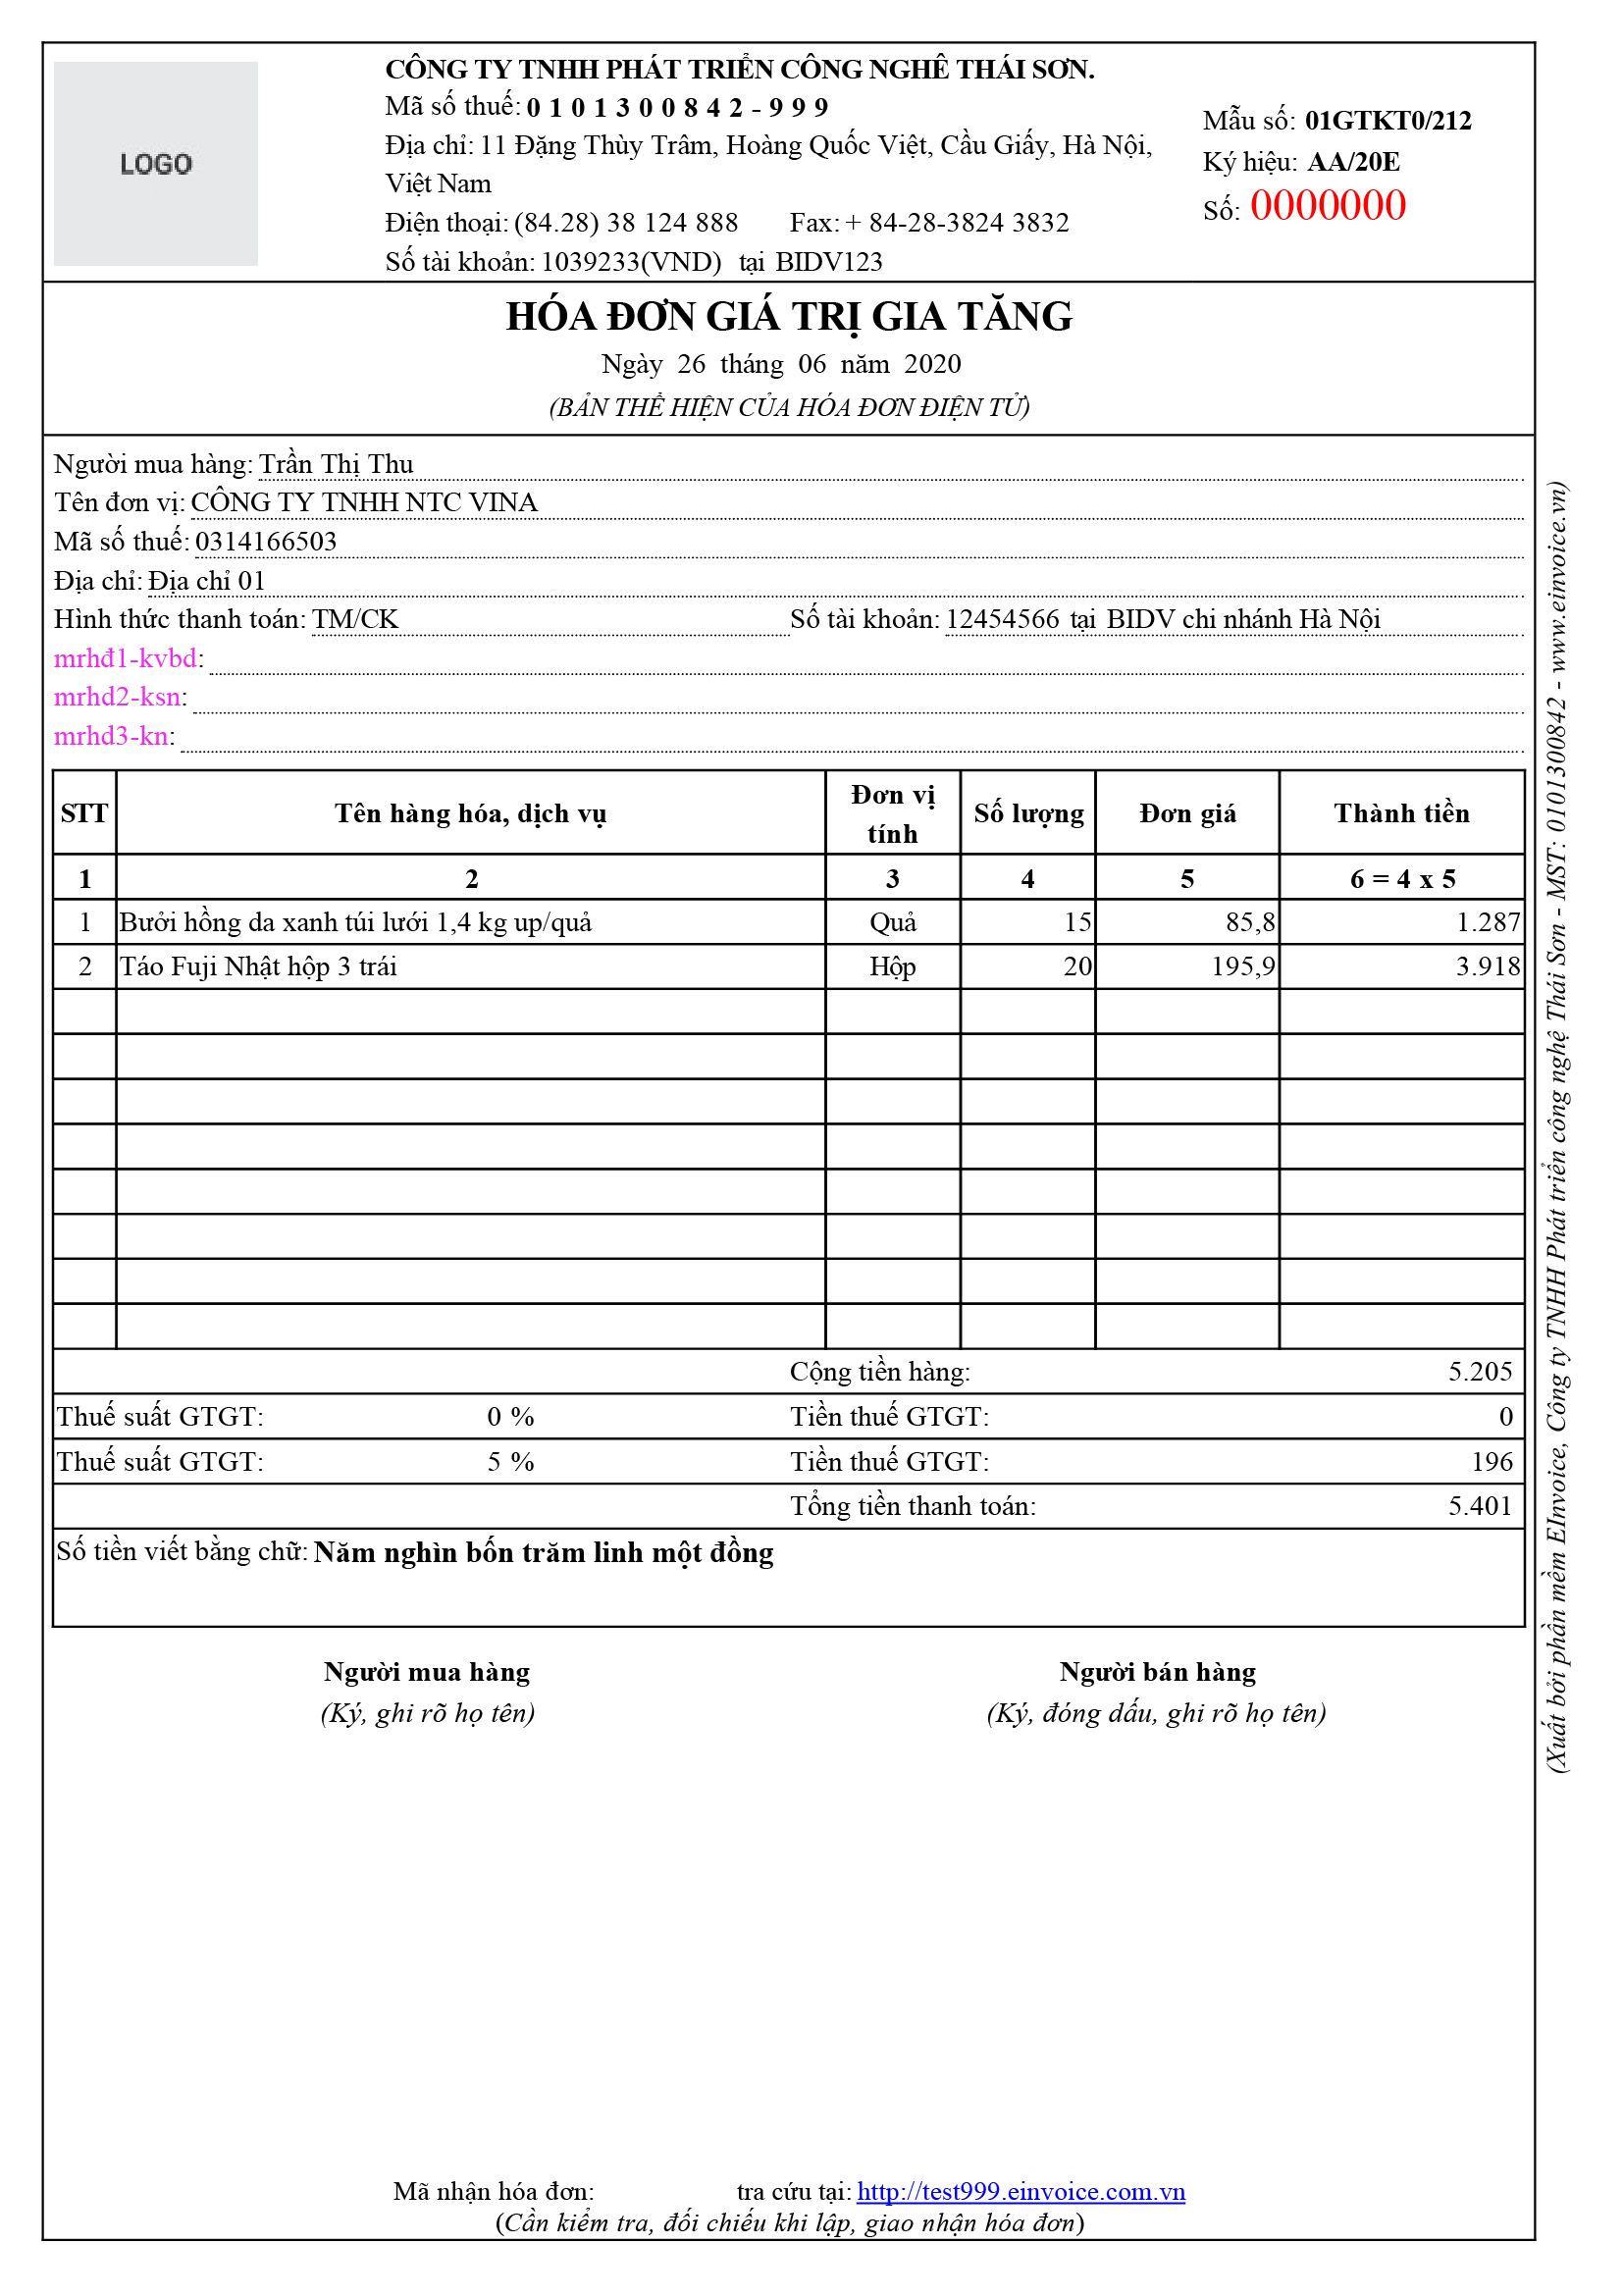 LOGO
CÔNG TY TNHH PHÁT TRIỂN CÔNG NGHÊ THÁI SƠN.
Mã số thuế: 0 1 0 1 3 0 0 8 4 2 - 9 9 9
Địa chỉ: 11 Đặng Thùy Trâm, Hoàng Quốc Việt, Cầu Giấy, Hà Nội,
Việt Nam
Điện thoại: (84.28) 38 124 888 Fax: + 84-28-3824 3832
Số tài khoản: 1039233(VND) tại BIDV123
Mẫu số: 01GTKT0/212
Ký hiệu: AA/20E
Số: 0000000
HÓA ĐƠN GIÁ TRỊ GIA TĂNG
Ngày 26 tháng 06 năm 2020
(BẢN THỂ HIỆN CỦA HÓA ĐƠN ĐIỆN TỬ)
Người mua hàng: Trần Thị Thu
Tên đơn vị: CÔNG TY TNHH NTC VINA
Mã số thuế: 0314166503
Địa chỉ: Địa chỉ 01
Hình thức thanh toán: TM/CK Số tài khoản: 12454566 tại BIDV chi nhánh Hà Nội
mrhđ1-kvbd:
mrhd2-ksn:
mrhd3-kn:
STT Tên hàng hóa, dịch vụ Đơn vị tính Số lượng Đơn giá Thành tiền
1 2 3 4 5 6 = 4 x 5
1 Bưởi hồng da xanh túi lưới 1,4 kg up/quả Quả 15 85,8 1.287
2 Táo Fuji Nhật hộp 3 trái Hộp 20 195,9 3.918
Cộng tiền hàng: 5.205
Thuế suất GTGT: 0 % Tiền thuế GTGT: 0
Thuế suất GTGT: 5 % Tiền thuế GTGT: 196
Tổng tiền thanh toán: 5.401
Số tiền viết bằng chữ: Năm nghìn bốn trăm linh một đồng
Người mua hàng Người bán hàng
(Ký, ghi rõ họ tên) (Ký, đóng dấu, ghi rõ họ tên)
Mã nhận hóa đơn: tra cứu tại: http://test999.einvoice.com.vn
(Cần kiểm tra, đối chiếu khi lập, giao nhận hóa đơn)
(Xuất bởi phần mềm EInvoice, Công ty TNHH Phát triển công nghệ Thái Sơn - MST: 0101300842 - www.einvoice.vn)